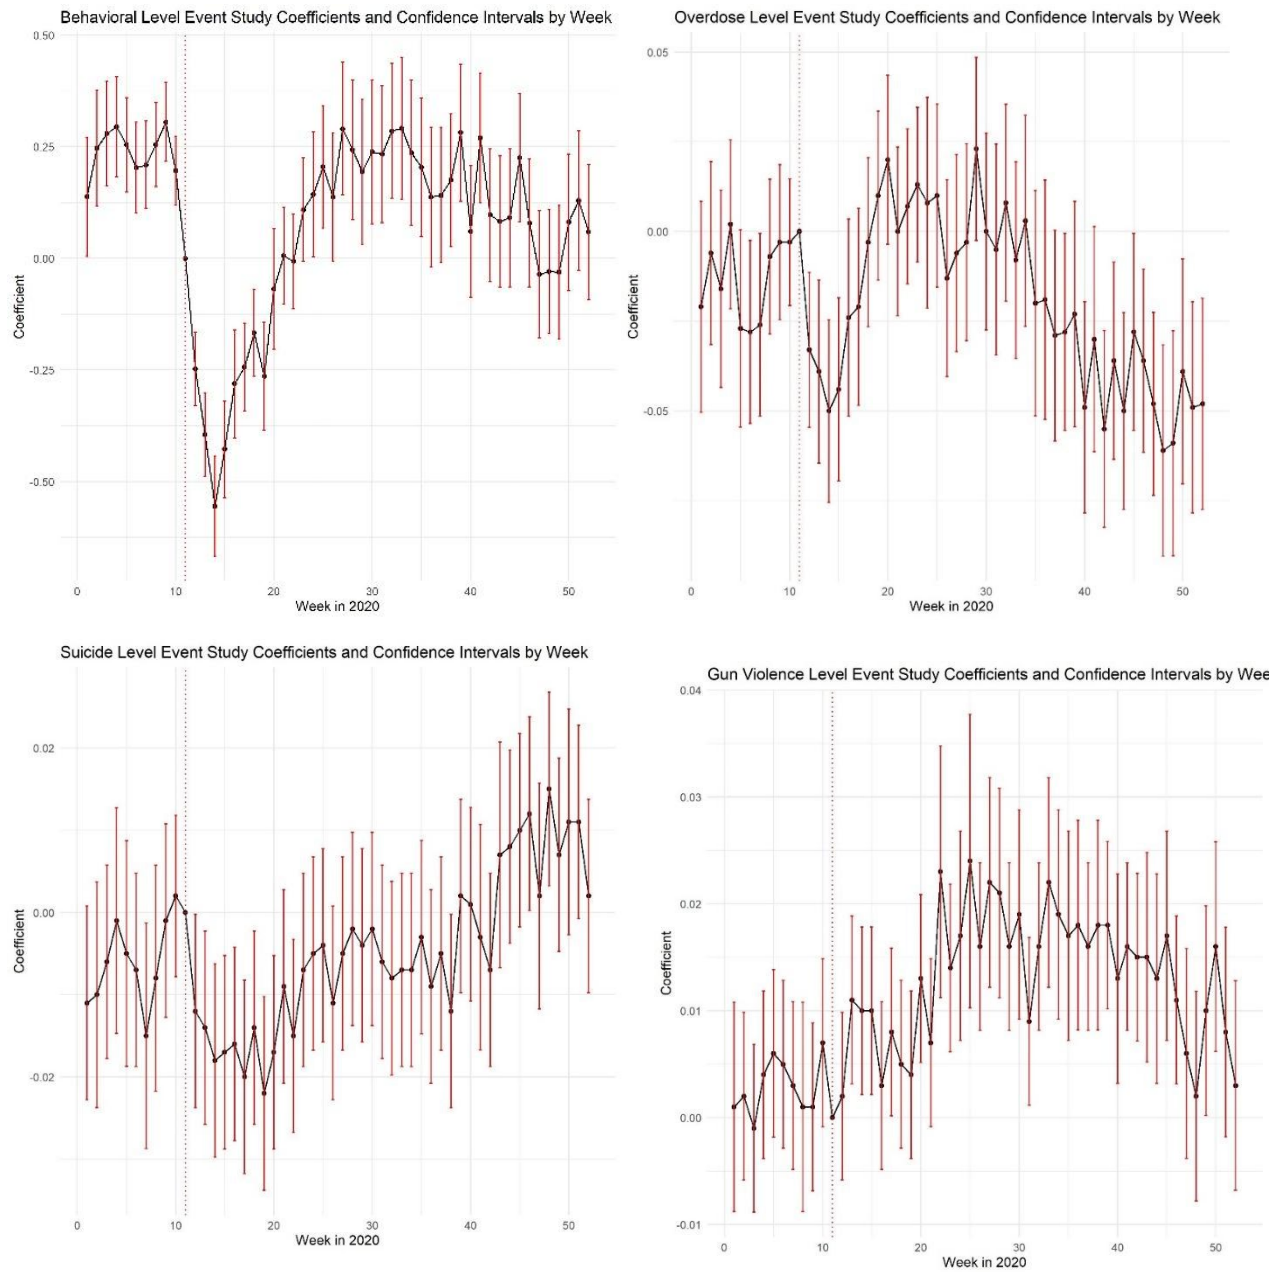 Behavioral Level Event Study Coefficients and Confidence Intervals by Week
0.50
0.25
0.00
-0.25
-0.50
Coefficient
0 10 20 30 40 50
Week in 2020
Overdose Level Event Study Coefficients and Confidence Intervals by Week
0.05
0.00
-0.05
Coefficient
0 10 20 30 40 50
Week in 2020
Suicide Level Event Study Coefficients and Confidence Intervals by Week
0.02
0.00
-0.02
Coefficient
0 10 20 30 40 50
Week in 2020
Gun Violence Level Event Study Coefficients and Confidence Intervals by Wee
0.04
0.03
0.02
0.01
0.00
-0.01
Coefficient
0 10 20 30 40 50
Week in 2020